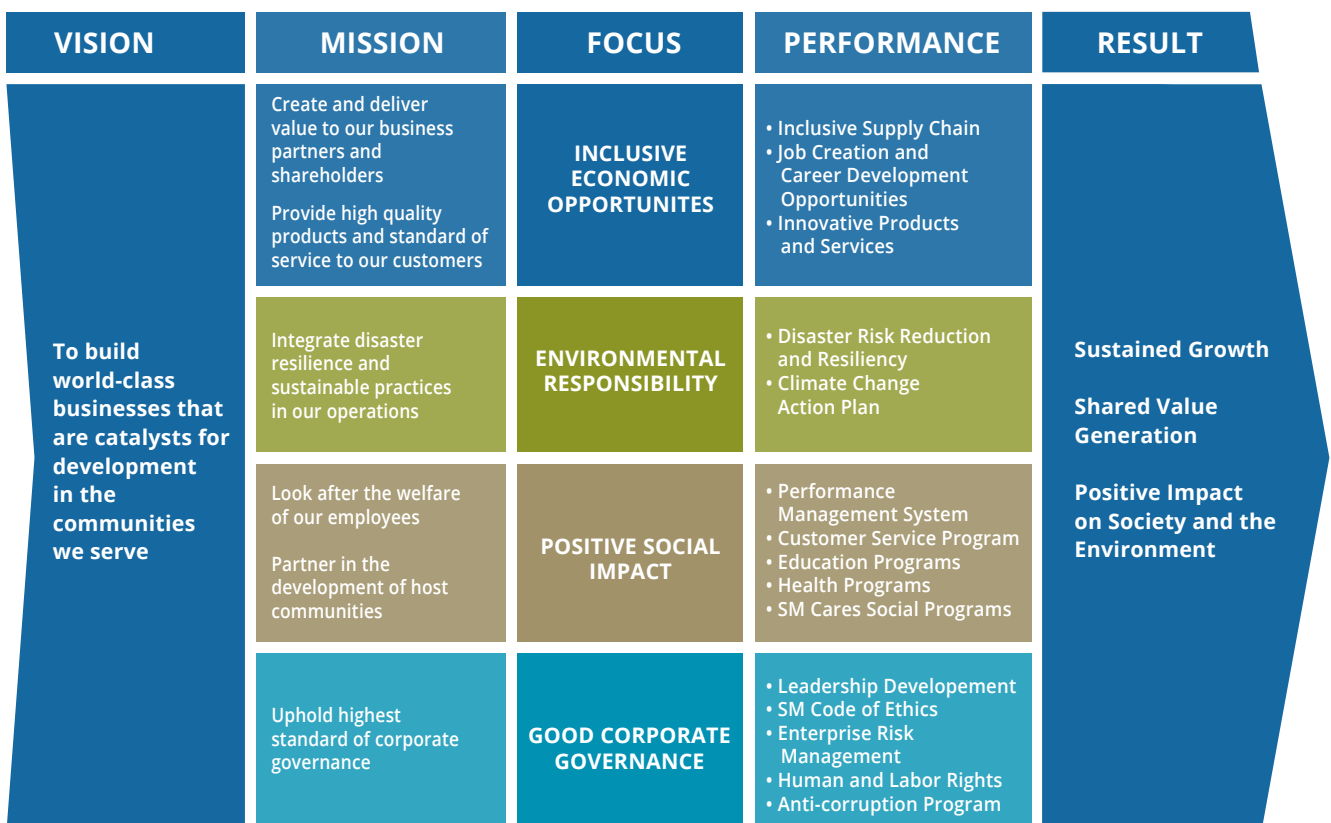 VISION
MISSION
FOCUS
PERFORMANCE
RESULT
To build
world-class
businesses that
are catalysts for
development
in the
communities
we serve
Create and deliver
value to our business
partners and
shareholders
Provide high quality
products and standard of
service to our customers
INCLUSIVE
ECONOMIC
OPPORTUNITES
• Inclusive Supply Chain
• Job Creation and
Career Development
Opportunities
• Innovative Products
and Services
Integrate disaster
resilience and
sustainable practices
in our operations
ENVIRONMENTAL
RESPONSIBILITY
• Disaster Risk Reduction
and Resiliency
• Climate Change
Action Plan
Look after the welfare
of our employees
Partner in the
development of host
communities
POSITIVE SOCIAL
IMPACT
• Performance
Management System
• Customer Service Program
• Education Programs
• Health Programs
• SM Cares Social Programs
Uphold highest
standard of corporate
governance
GOOD CORPORATE
GOVERNANCE
• Leadership Developement
• SM Code of Ethics
• Enterprise Risk
Management
• Human and Labor Rights
• Anti-corruption Program
Sustained Growth
Shared Value
Generation
Positive Impact
on Society and the
Environment